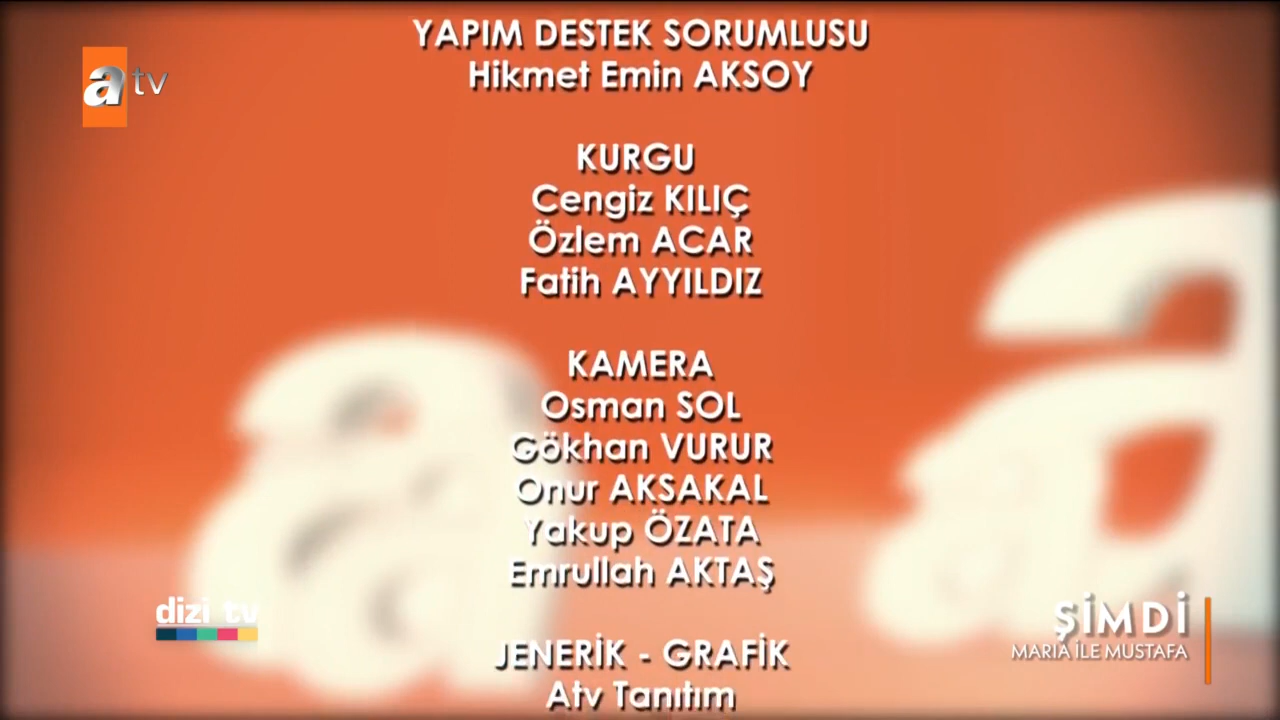 YAPIM DESTEK SORUMLUSU
Hikmet Emin AKSOY
atv
KURGU
Cengiz KILIÇ
Özlem ACAR
Fatih AYYILDIZ
KAMERA
Osman SOL
Gökhan VURUR
Onur AKSAKAL
Yakup ÖZATA
Emrullah AKTAŞ
dizi tv
ŞİMDİ
MARIA İLE MUSTAFA
JENERİK - GRAFİK
Atv Tanıtım